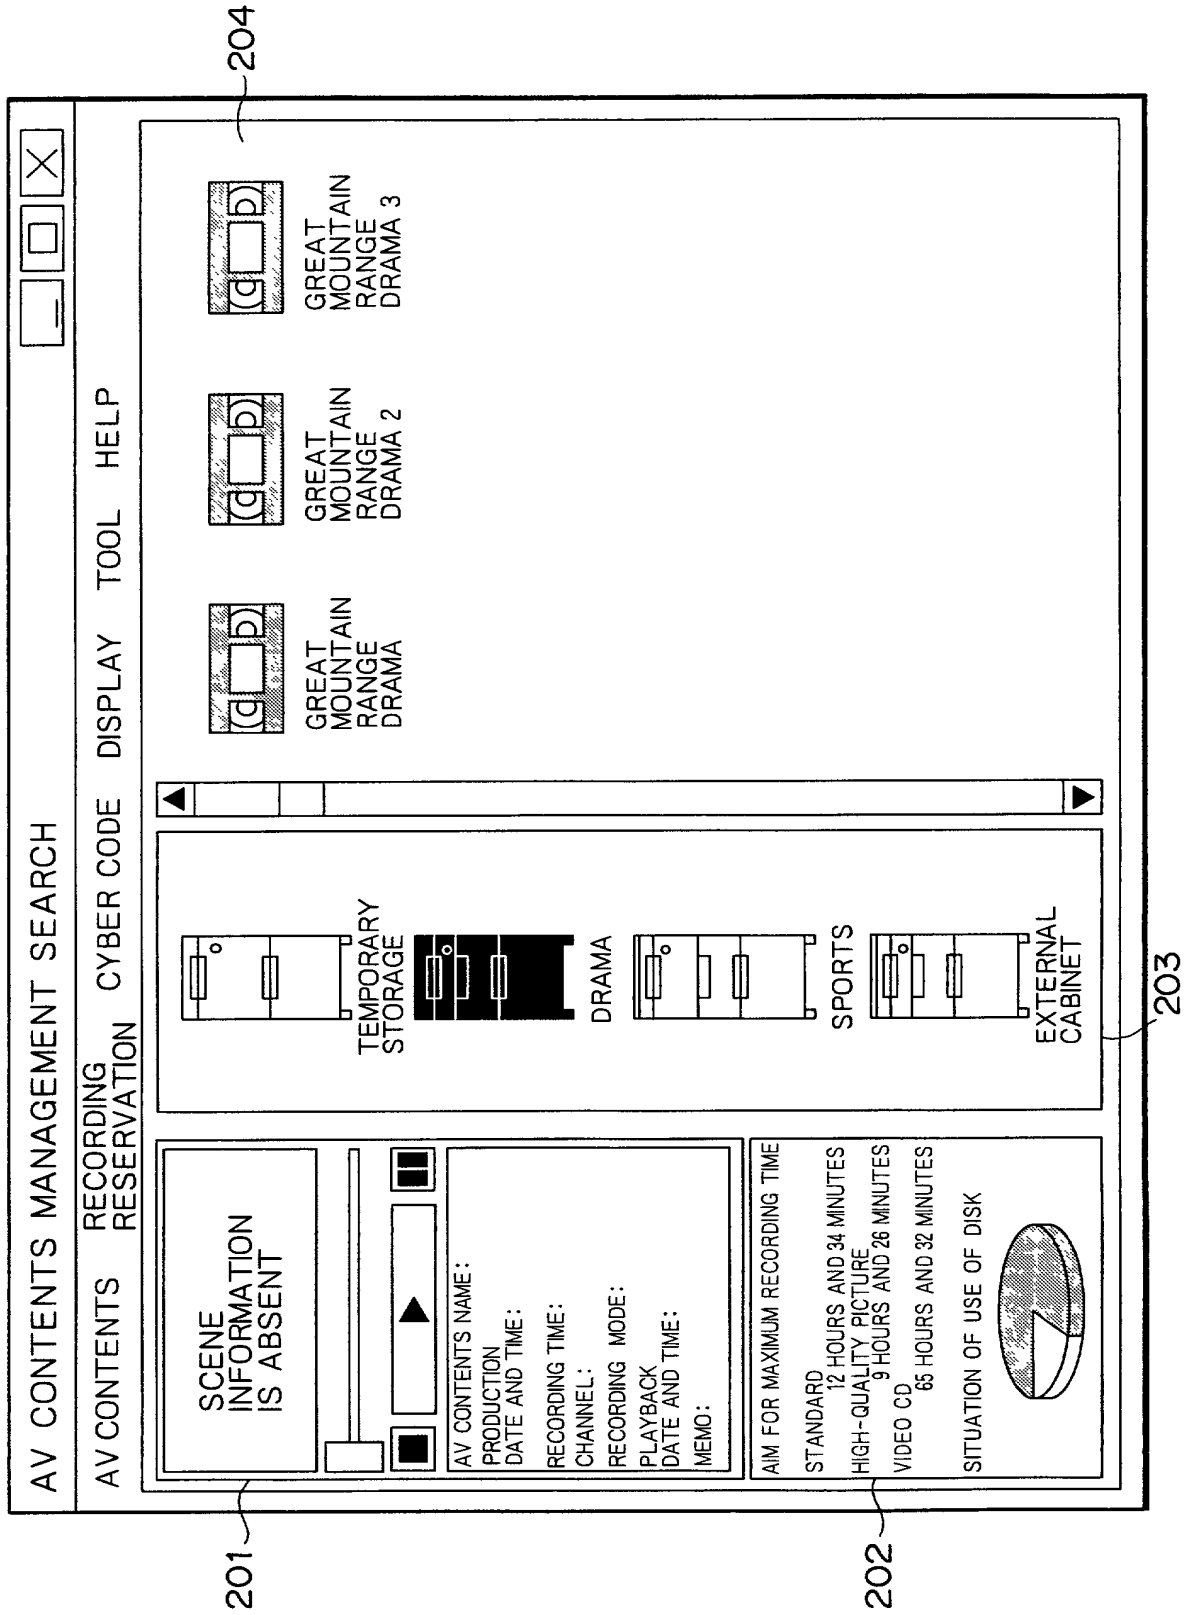 AV CONTENTS MANAGEMENT SEARCH
AV CONTENTS
RECORDING
RESERVATION
CYBER CODE
DISPLAY
TOOL
HELP
SCENE
INFORMATION
IS ABSENT
AV CONTENTS NAME:
PRODUCTION
DATE AND TIME:
RECORDING TIME:
CHANNEL:
RECORDING MODE:
PLAYBACK
DATE AND TIME:
MEMO:
AIM FOR MAXIMUM RECORDING TIME
STANDARD
12 HOURS AND 34 MINUTES
HIGH-QUALITY PICTURE
9 HOURS AND 26 MINUTES
VIDEO CD
65 HOURS AND 32 MINUTES
SITUATION OF USE OF DISK
TEMPORARY
STORAGE
DRAMA
SPORTS
EXTERNAL
CABINET
GREAT
MOUNTAIN
RANGE
DRAMA
GREAT
MOUNTAIN
RANGE
DRAMA 2
GREAT
MOUNTAIN
RANGE
DRAMA 3
201
202
203
204